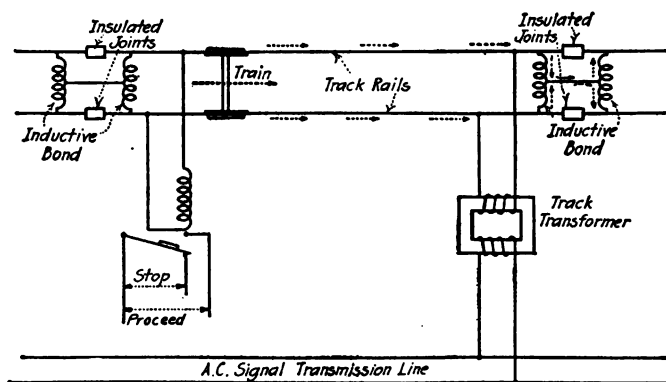 Insulated
Joints
Insulated
Joints
Train
Track Rails
Inductive
Bond
Inductive
Bond
Track
Transformer
Stop
Proceed
A.C. Signal Transmission Line